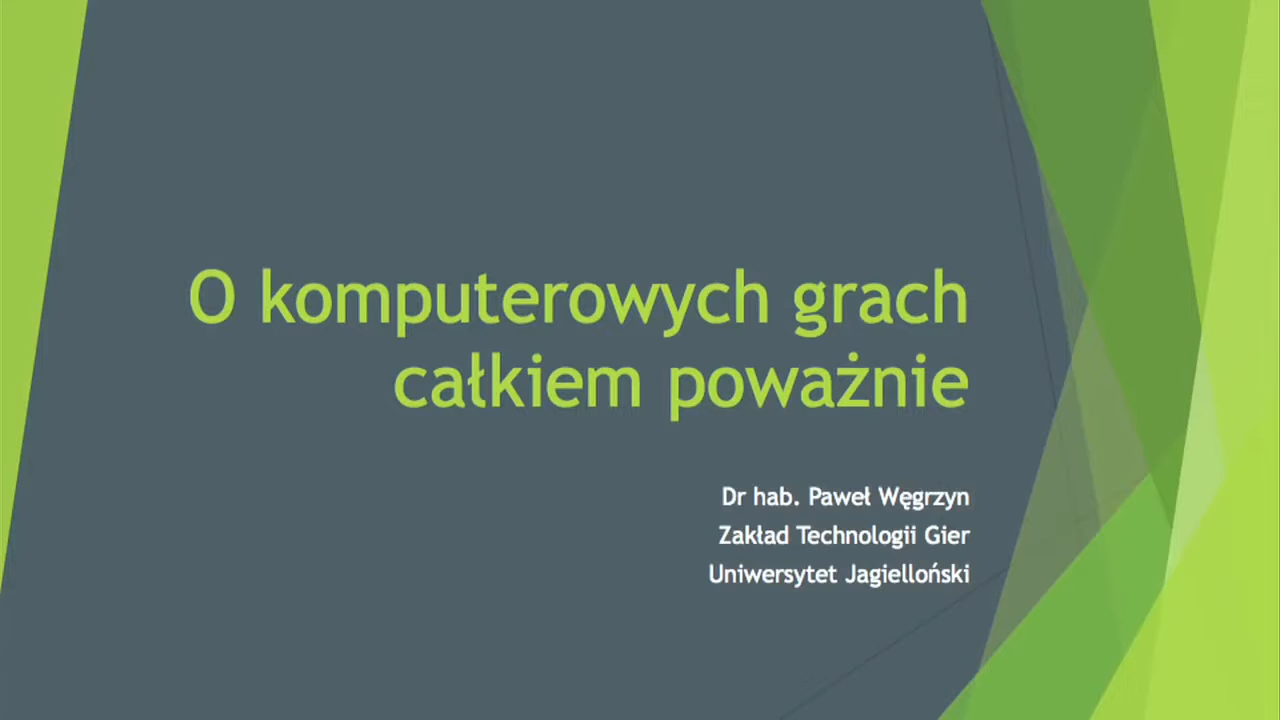 O komputerowych grach
całkiem poważnie
Dr hab. Paweł Węgrzyn
Zakład Technologii Gier
Uniwersytet Jagielloński